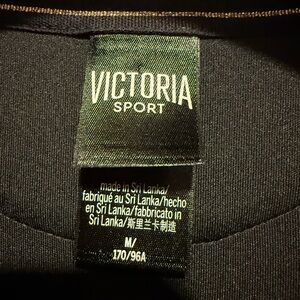 VICTORIA
SPORT
made in Sri Lanka/
fabriqué au Sri Lanka/hecho
en Sri Lanka/fabbricato in
Sri Lanka/斯里兰卡制造
M/
170/96A